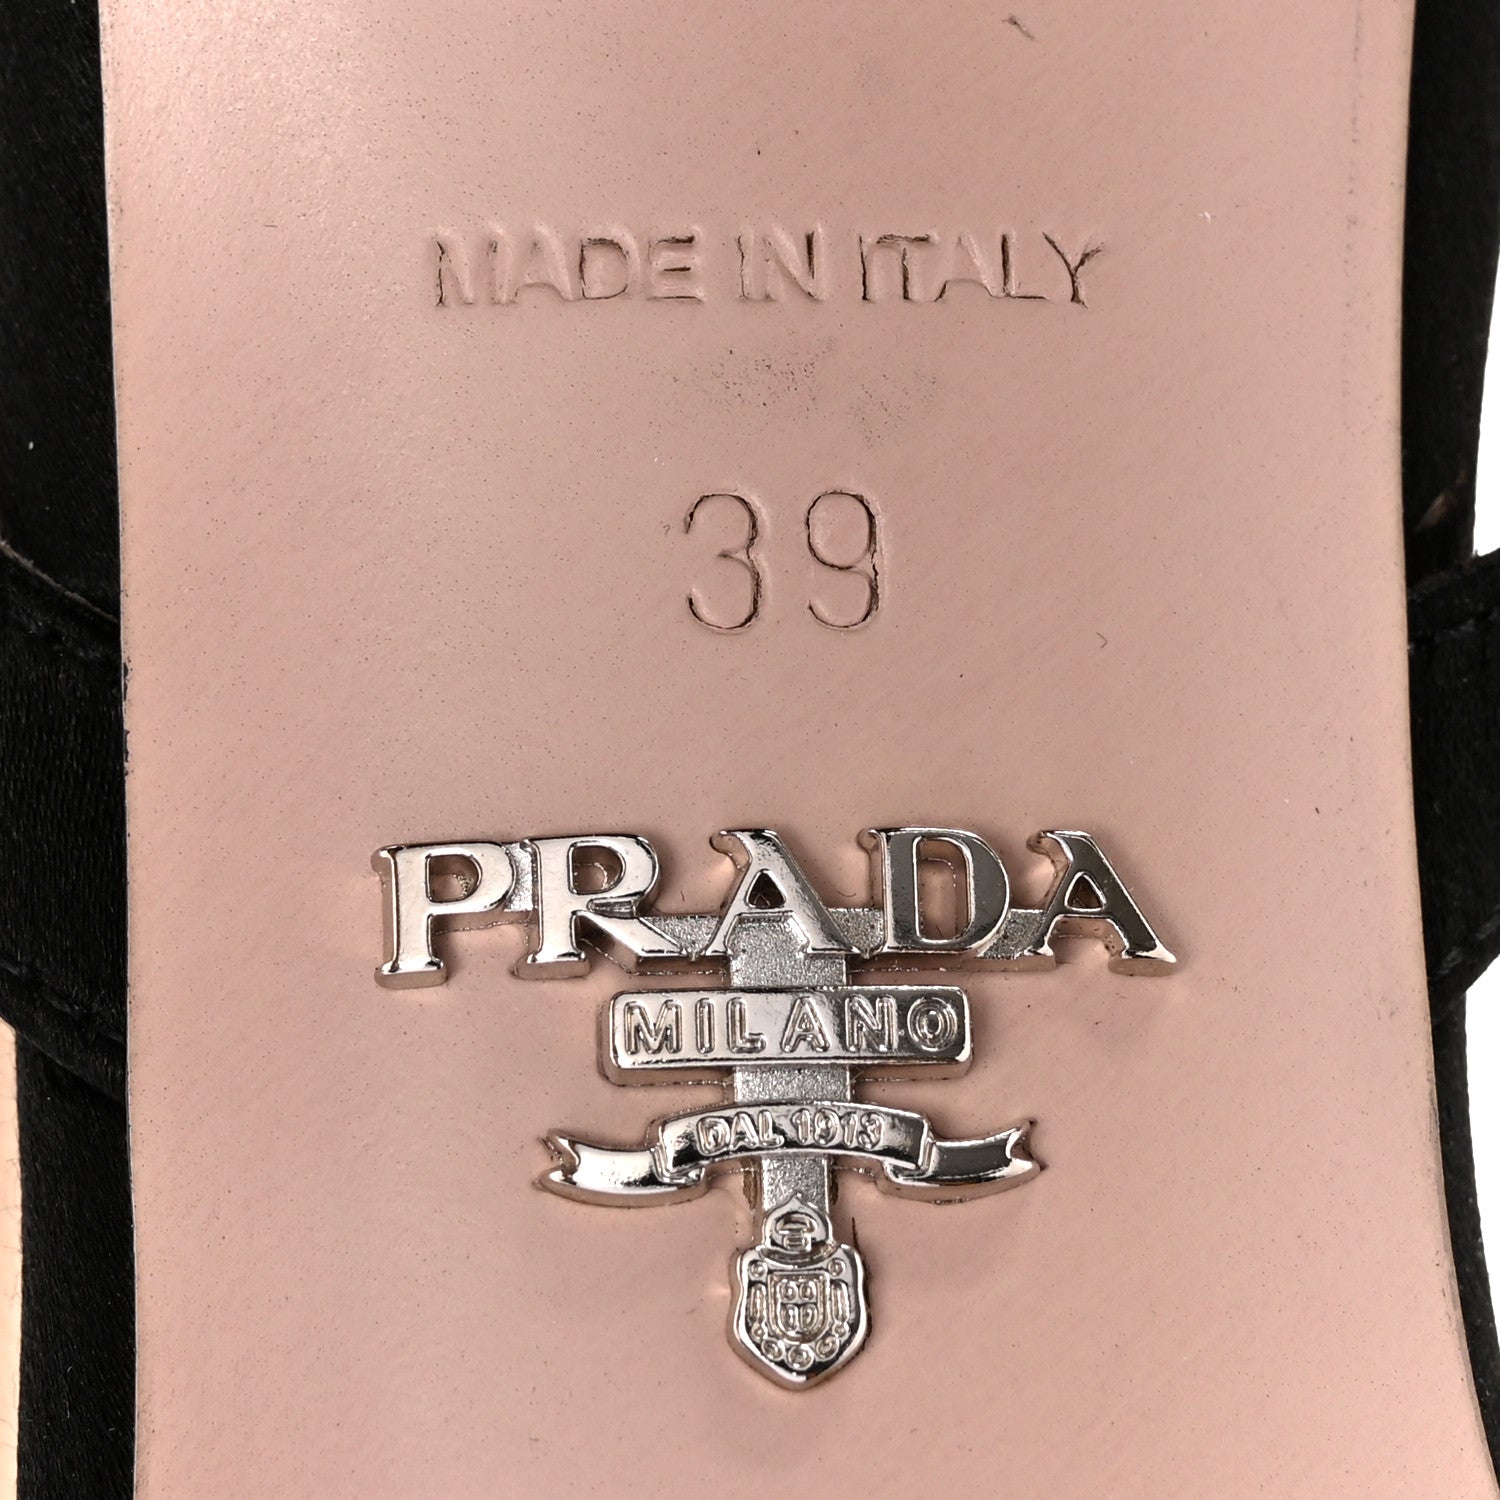 MADE IN ITALY
39
PRADA
MILANO
DAL 1913